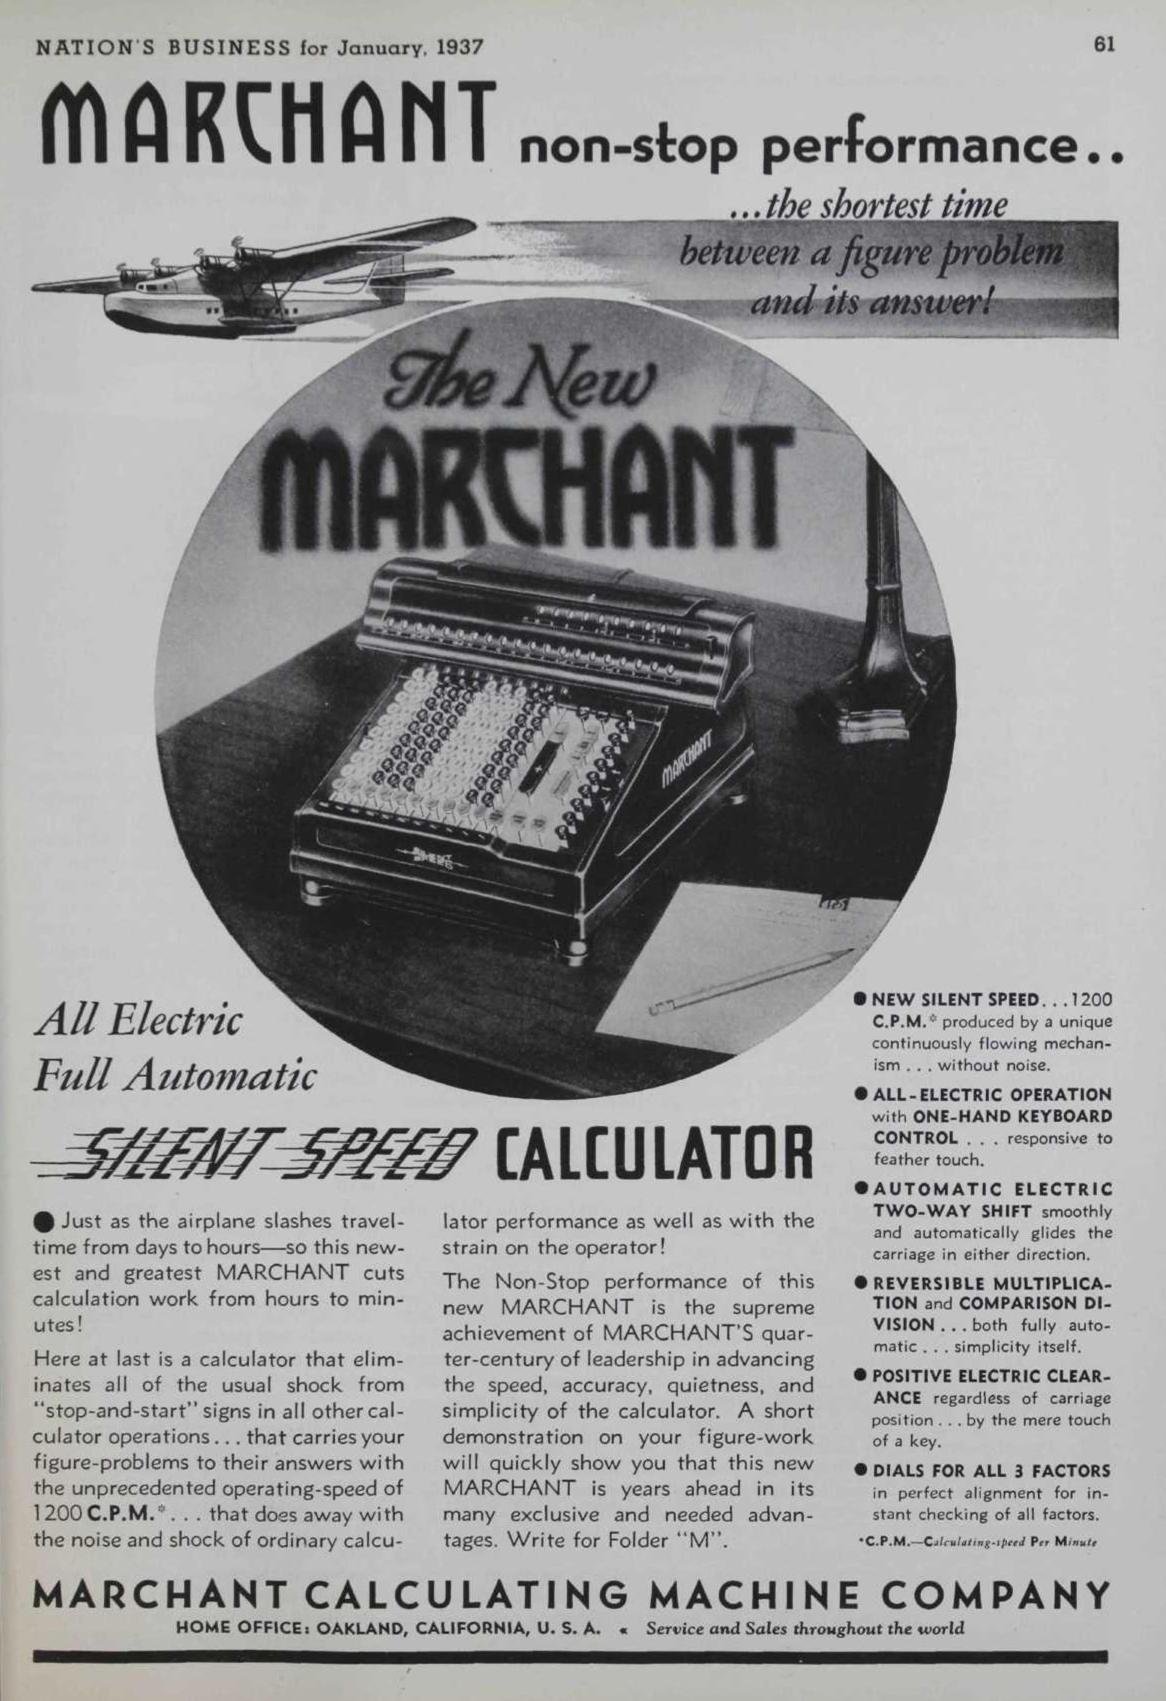 NATION'S BUSINESS for January, 1937
61
MARCHANT non-stop performance..
...the shortest time
between a figure problem
and its answer!
The New
MARCHANT
MARCHANT
SILENT SPEED
All Electric
Full Automatic
SILENT SPEED CALCULATOR
● Just as the airplane slashes travel-
time from days to hours—so this new-
est and greatest MARCHANT cuts
calculation work from hours to min-
utes!
Here at last is a calculator that elim-
inates all of the usual shock from
"stop-and-start" signs in all other cal-
culator operations... that carries your
figure-problems to their answers with
the unprecedented operating-speed of
1200 C.P.M.*. . . that does away with
the noise and shock of ordinary calcu-
lator performance as well as with the
strain on the operator!
The Non-Stop performance of this
new MARCHANT is the supreme
achievement of MARCHANT'S quar-
ter-century of leadership in advancing
the speed, accuracy, quietness, and
simplicity of the calculator. A short
demonstration on your figure-work
will quickly show you that this new
MARCHANT is years ahead in its
many exclusive and needed advan-
tages. Write for Folder "M".
● NEW SILENT SPEED. . . 1200
C.P.M.* produced by a unique
continuously flowing mechan-
ism . . . without noise.
● ALL-ELECTRIC OPERATION
with ONE-HAND KEYBOARD
CONTROL . . . responsive to
feather touch.
● AUTOMATIC ELECTRIC
TWO-WAY SHIFT smoothly
and automatically glides the
carriage in either direction.
● REVERSIBLE MULTIPLICA-
TION and COMPARISON DI-
VISION . . . both fully auto-
matic . . . simplicity itself.
● POSITIVE ELECTRIC CLEAR-
ANCE regardless of carriage
position . . . by the mere touch
of a key.
● DIALS FOR ALL 3 FACTORS
in perfect alignment for in-
stant checking of all factors.
*C.P.M.—Calculating-speed Per Minute
MARCHANT CALCULATING MACHINE COMPANY
HOME OFFICE: OAKLAND, CALIFORNIA, U. S. A. « Service and Sales throughout the world